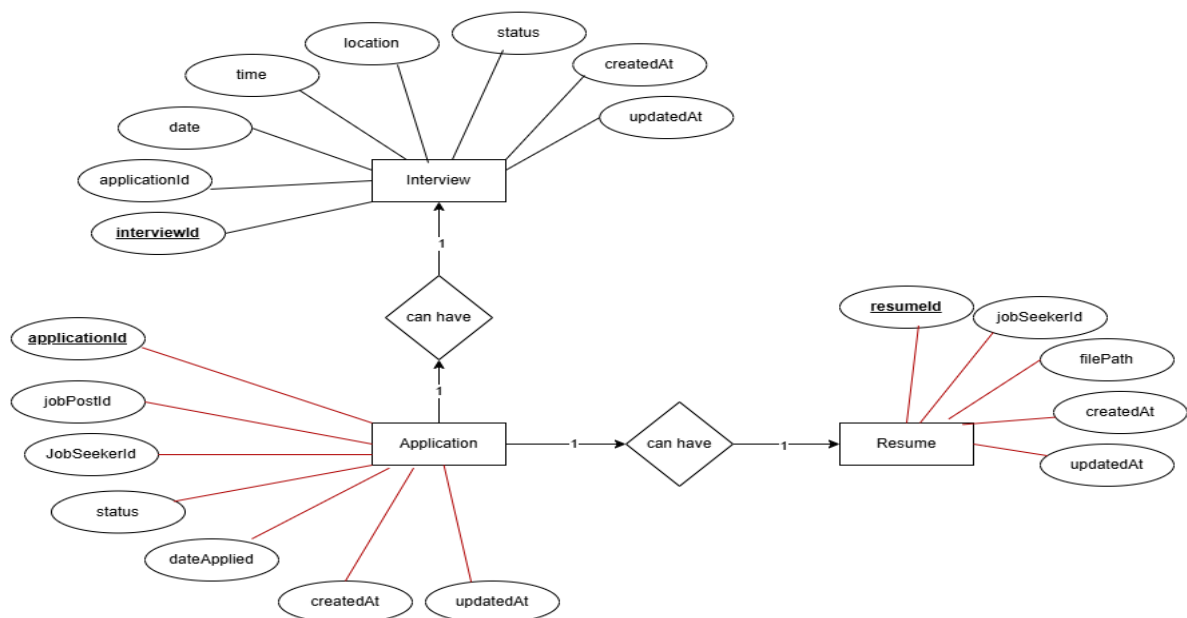 status
location
createdAt
time
updatedAt
date
applicationId
Interview
interviewId
1
can have
resumeId
jobSeekerId
applicationId
filePath
1
jobPostId
createdAt
Application
1
can have
1
Resume
JobSeekerId
updatedAt
status
dateApplied
createdAt
updatedAt